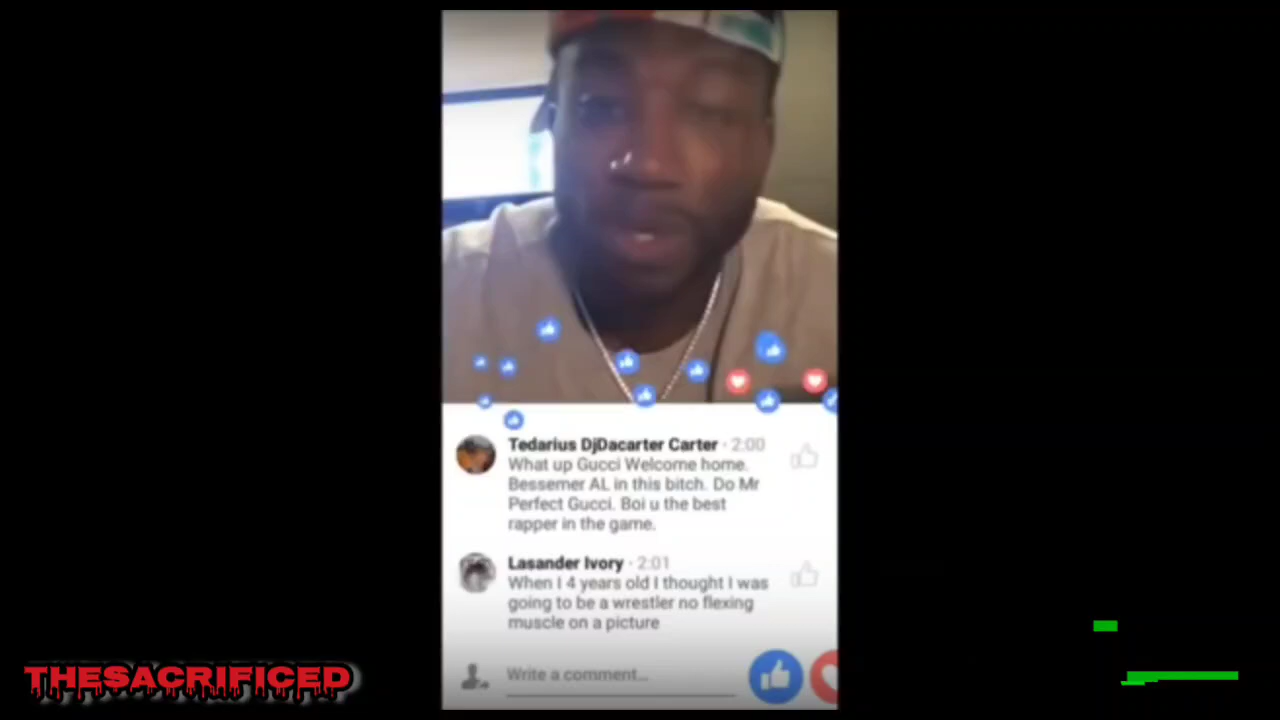 Tedarius DjDacarter Carter · 2:00
What up Gucci Welcome home.
Bessemer AL in this bitch. Do Mr
Perfect Gucci. Boi u the best
rapper in the game.
Lasander Ivory · 2:01
When I 4 years old I thought I was
going to be a wrestler no flexing
muscle on a picture
Write a comment...
THESACRIFICED